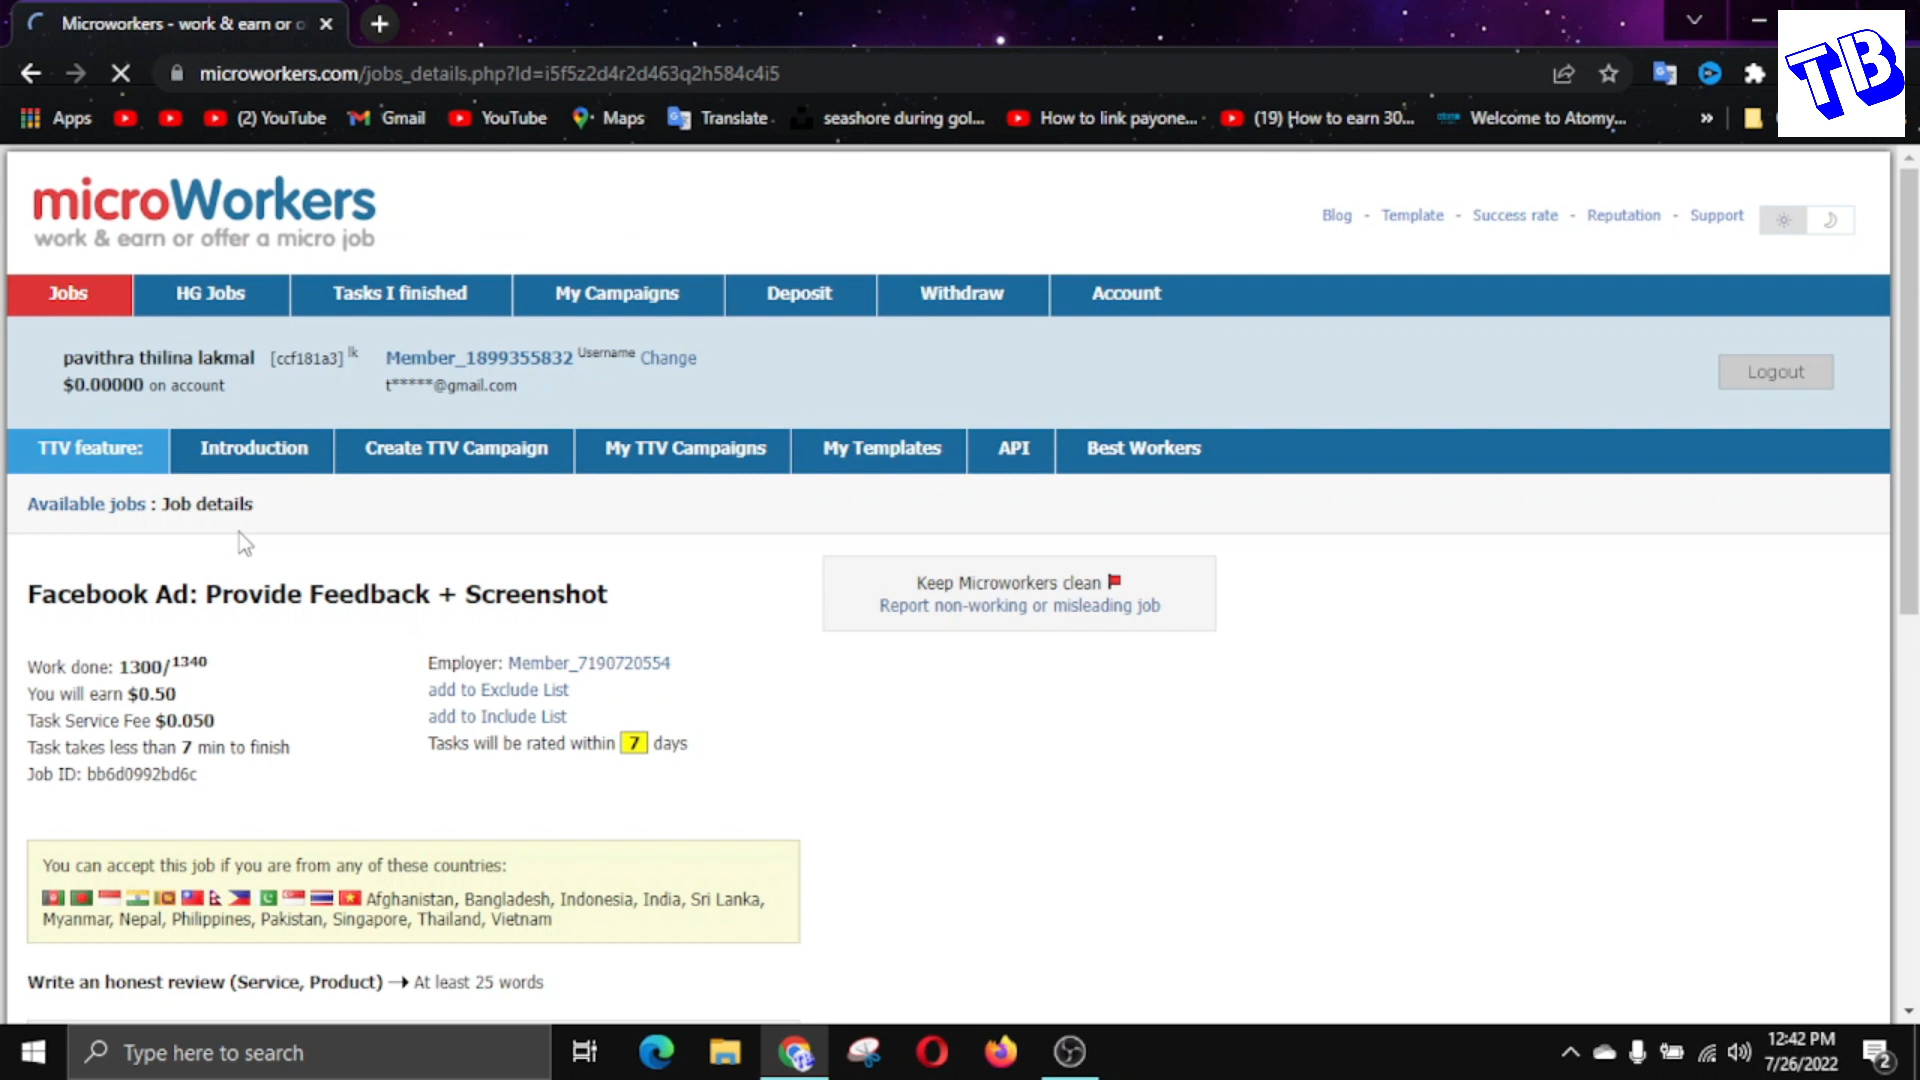 Microworkers - work & earn or o
microworkers.com/jobs_details.php?Id=i5f5z2d4r2d463q2h584c4i5
TB
Apps (2) YouTube Gmail YouTube Maps Translate seashore during gol... How to link payone... (19) How to earn 30... Welcome to Atomy... »
microWorkers
work & earn or offer a micro job
Blog - Template - Success rate - Reputation - Support
Jobs HG Jobs Tasks I finished My Campaigns Deposit Withdraw Account
pavithra thilina lakmal [ccf181a3] lk Member_1899355832 Username Change
$0.00000 on account t*****@gmail.com
Logout
TTV feature: Introduction Create TTV Campaign My TTV Campaigns My Templates API Best Workers
Available jobs : Job details
Facebook Ad: Provide Feedback + Screenshot
Keep Microworkers clean
Report non-working or misleading job
Work done: 1300/1340
You will earn $0.50
Task Service Fee $0.050
Task takes less than 7 min to finish
Job ID: bb6d0992bd6c
Employer: Member_7190720554
add to Exclude List
add to Include List
Tasks will be rated within 7 days
You can accept this job if you are from any of these countries:
Afghanistan, Bangladesh, Indonesia, India, Sri Lanka,
Myanmar, Nepal, Philippines, Pakistan, Singapore, Thailand, Vietnam
Write an honest review (Service, Product) → At least 25 words
Type here to search
12:42 PM
7/26/2022
2